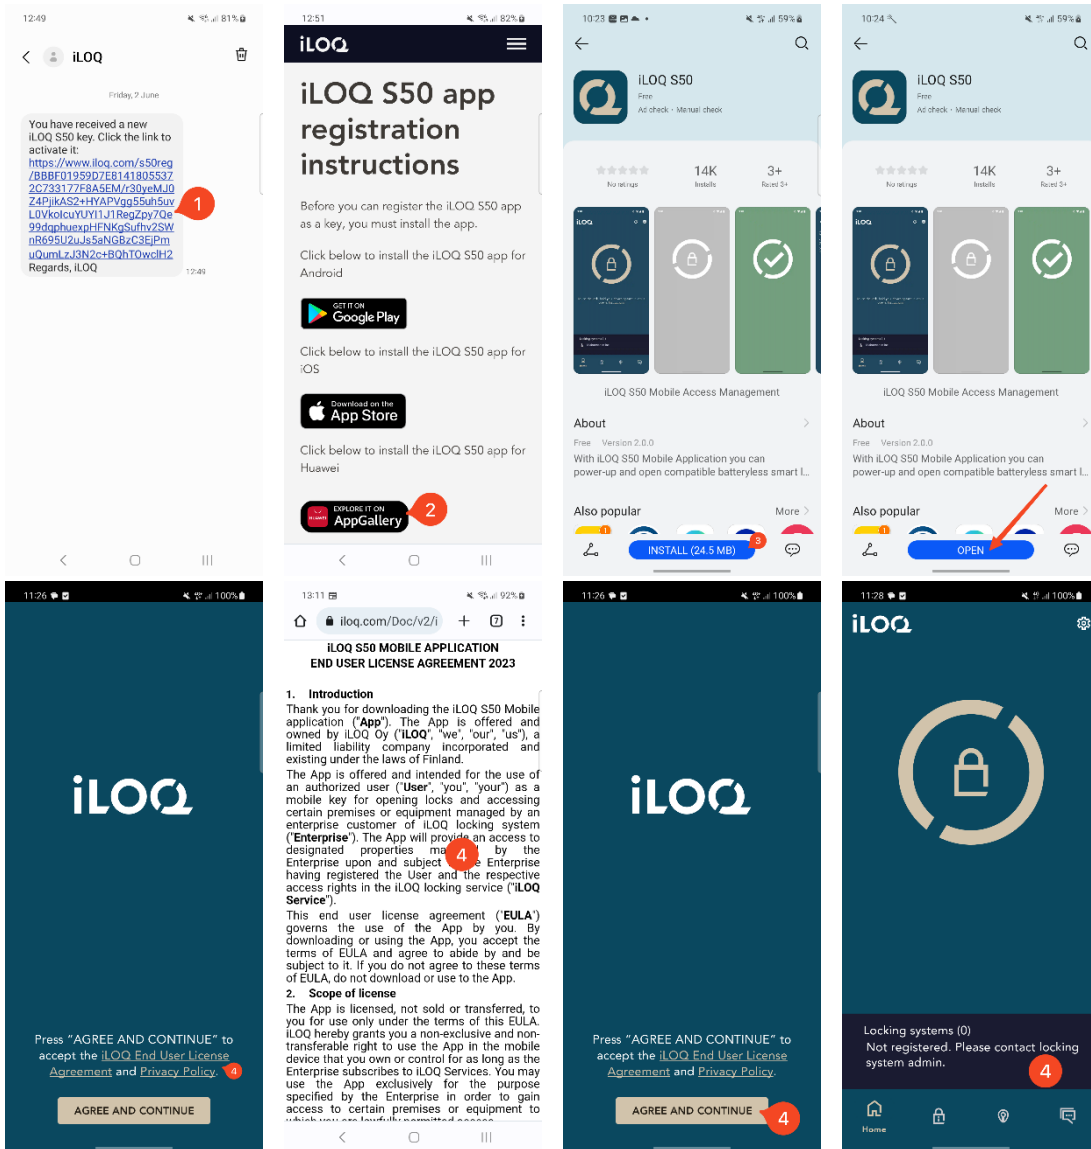 12:49
81%
iLOQ
Friday, 2 June
You have received a new
iLOQ S50 key. Click the link to
activate it:
https://www.iloq.com/s50reg
/BBBF01959D7E8141805537
2C733177F8A5EM/r30yeMJ0
Z4PjikAS2+HYAPVgg55uh5uv
L0VkoIcuYUYI1J1RegZpy7Qe
99dqphuexpHFNKgSufhv2SW
nR695U2uJs5aNGBzC3EjPm
uQumLzJ3N2c+BQhTOwclH2
Regards, iLOQ
12:49
1
12:51
82%
iLOQ
iLOQ S50 app
registration
instructions
Before you can register the iLOQ S50 app
as a key, you must install the app.
Click below to install the iLOQ S50 app for
Android
GET IT ON
Google Play
Click below to install the iLOQ S50 app for
iOS
Download on the
App Store
Click below to install the iLOQ S50 app for
Huawei
HUAWEI
EXPLORE IT ON
AppGallery
2
10:23
59%
iLOQ S50
Free
Ad check · Manual check
No ratings
14K
Installs
3+
Rated 3+
iLOQ
iLOQ S50 Mobile Access Management
About
Free Version 2.0.0
With iLOQ S50 Mobile Application you can
power-up and open compatible batteryless smart l...
Also popular
More
1
INSTALL (24.5 MB)
3
10:24
59%
iLOQ S50
Free
Ad check · Manual check
No ratings
14K
Installs
3+
Rated 3+
iLOQ
iLOQ S50 Mobile Access Management
About
Free Version 2.0.0
With iLOQ S50 Mobile Application you can
power-up and open compatible batteryless smart l...
Also popular
More
1
OPEN
11:26
100%
iLOQ
Press "AGREE AND CONTINUE" to
accept the iLOQ End User License
Agreement and Privacy Policy.
4
AGREE AND CONTINUE
13:11
92%
iloq.com/Doc/v2/i
7
iLOQ S50 MOBILE APPLICATION
END USER LICENSE AGREEMENT 2023
1. Introduction
Thank you for downloading the iLOQ S50 Mobile
application ("App"). The App is offered and
owned by iLOQ Oy ("iLOQ", "we", "our", "us"), a
limited liability company incorporated and
existing under the laws of Finland.
The App is offered and intended for the use of
an authorized user ("User", "you", "your") as a
mobile key for opening locks and accessing
certain premises or equipment managed by an
enterprise customer of iLOQ locking system
("Enterprise"). The App will provide an access to
designated properties ma by the
Enterprise upon and subject Enterprise
having registered the User and the respective
access rights in the iLOQ locking service ("iLOQ
Service").
4
This end user license agreement ("EULA")
governs the use of the App by you. By
downloading or using the App, you accept the
terms of EULA and agree to abide by and be
subject to it. If you do not agree to these terms
of EULA, do not download or use to the App.
2. Scope of license
The App is licensed, not sold or transferred, to
you for use only under the terms of this EULA.
iLOQ hereby grants you a non-exclusive and non-
transferable right to use the App in the mobile
device that you own or control for as long as the
Enterprise subscribes to iLOQ Services. You may
use the App exclusively for the purpose
specified by the Enterprise in order to gain
access to certain premises or equipment to
which you are lawfully permitted access.
11:26
100%
iLOQ
Press "AGREE AND CONTINUE" to
accept the iLOQ End User License
Agreement and Privacy Policy.
AGREE AND CONTINUE
4
11:28
100%
iLOQ
Locking systems (0)
Not registered. Please contact locking
system admin.
4
Home